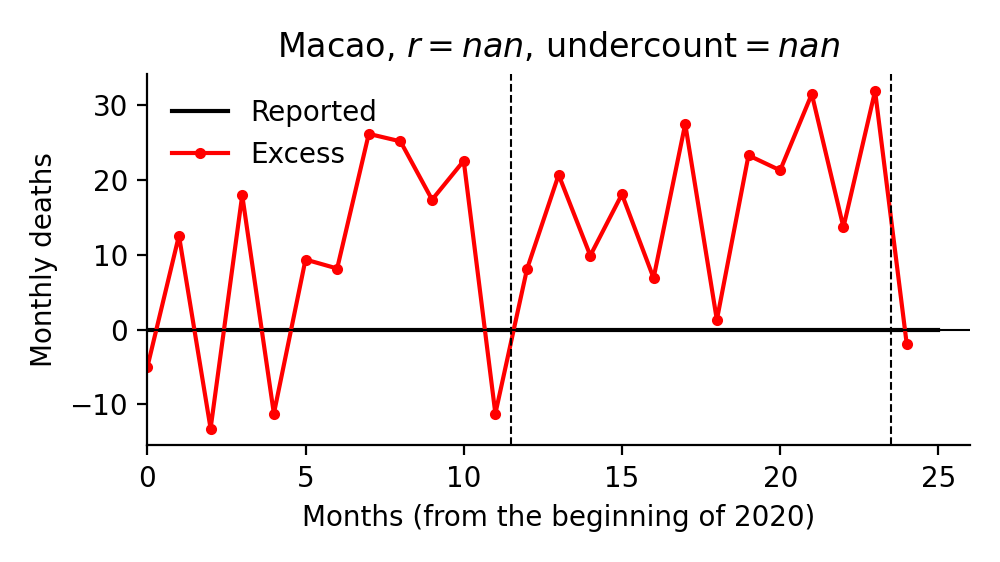 Macao, r = nan, undercount = nan
Reported
Excess
30
20
10
0
−10
Monthly deaths
0 5 10 15 20 25
Months (from the beginning of 2020)